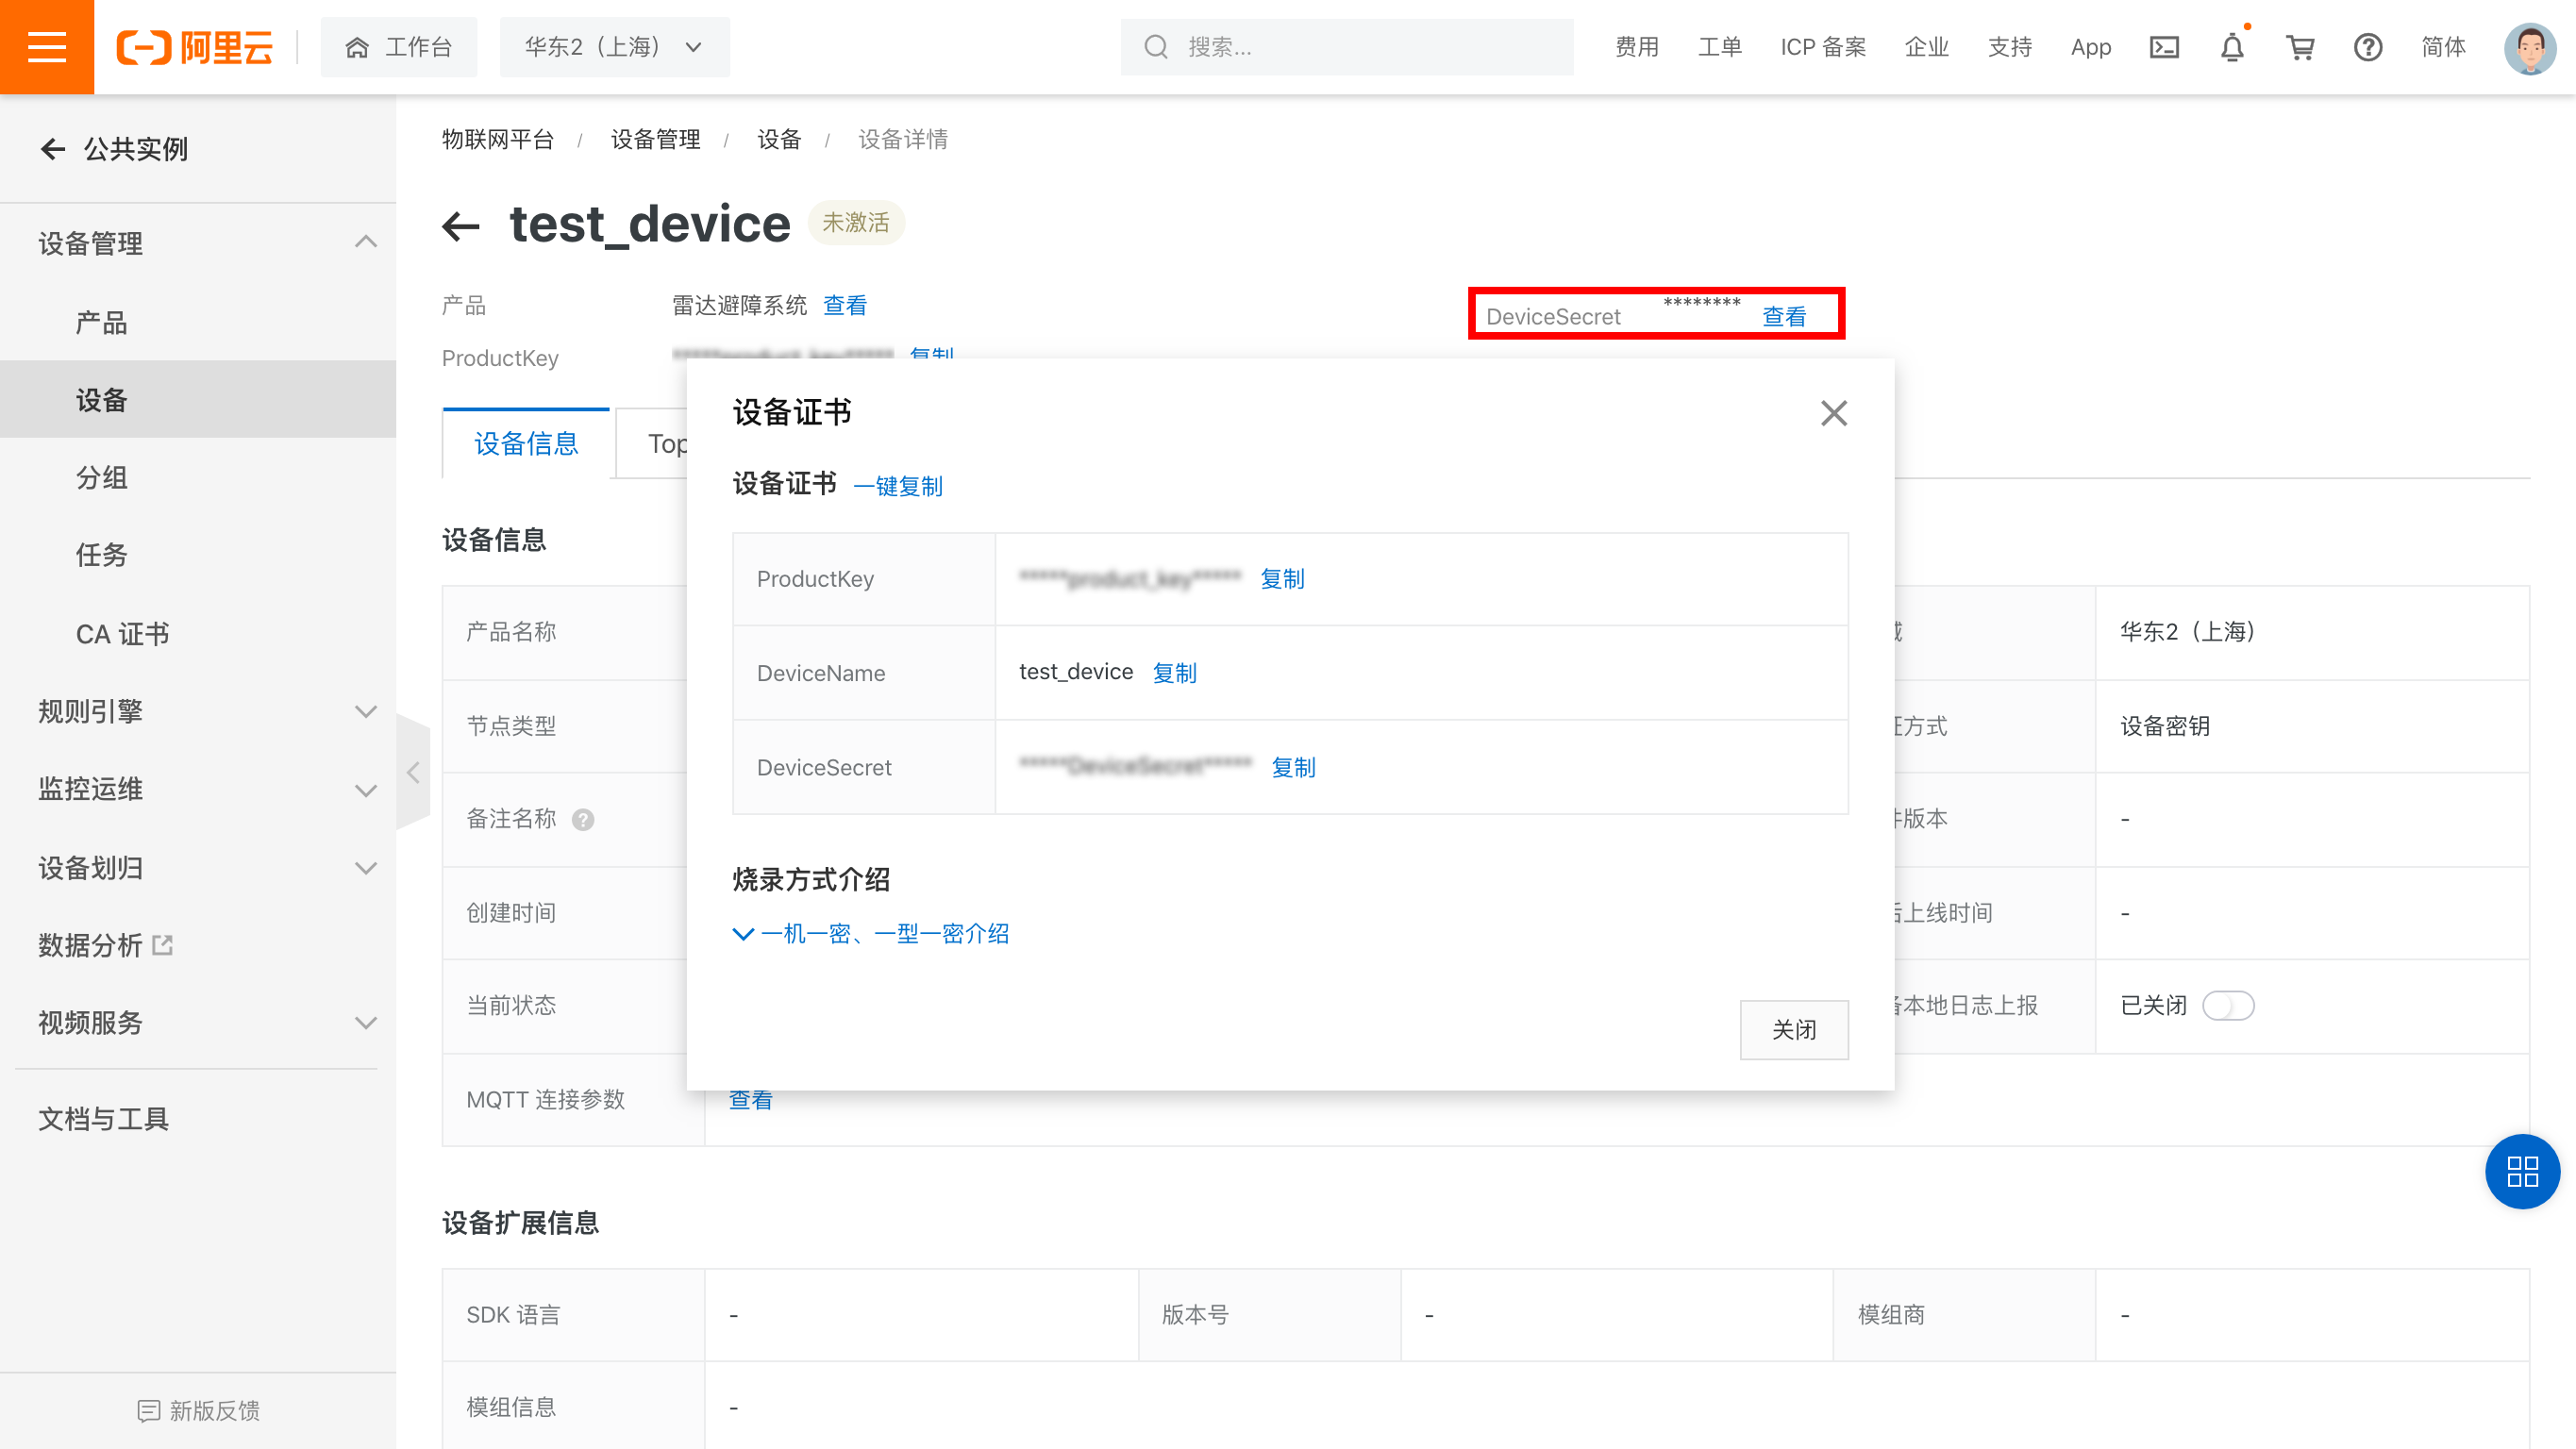 阿里云
工作台
华东2（上海）
搜索...
费用
工单
ICP 备案
企业
支持
App
简体
公共实例
设备管理
产品
设备
分组
任务
CA 证书
规则引擎
监控运维
设备划归
数据分析
视频服务
文档与工具
新版反馈
物联网平台 / 设备管理 / 设备 / 设备详情
test_device 未激活
产品 雷达避障系统 查看
DeviceSecret ******** 查看
ProductKey *****product_key***** 复制
设备信息
Top
设备信息
产品名称
华东2（上海）
节点类型
方式 设备密钥
备注名称
版本 -
创建时间
上线时间 -
当前状态
本地日志上报 已关闭
MQTT 连接参数 查看
设备证书
设备证书 一键复制
ProductKey *****product_key***** 复制
DeviceName test_device 复制
DeviceSecret *****DeviceSecret***** 复制
烧录方式介绍
一机一密、一型一密介绍
关闭
设备扩展信息
SDK 语言 - 版本号 - 模组商 -
模组信息 -